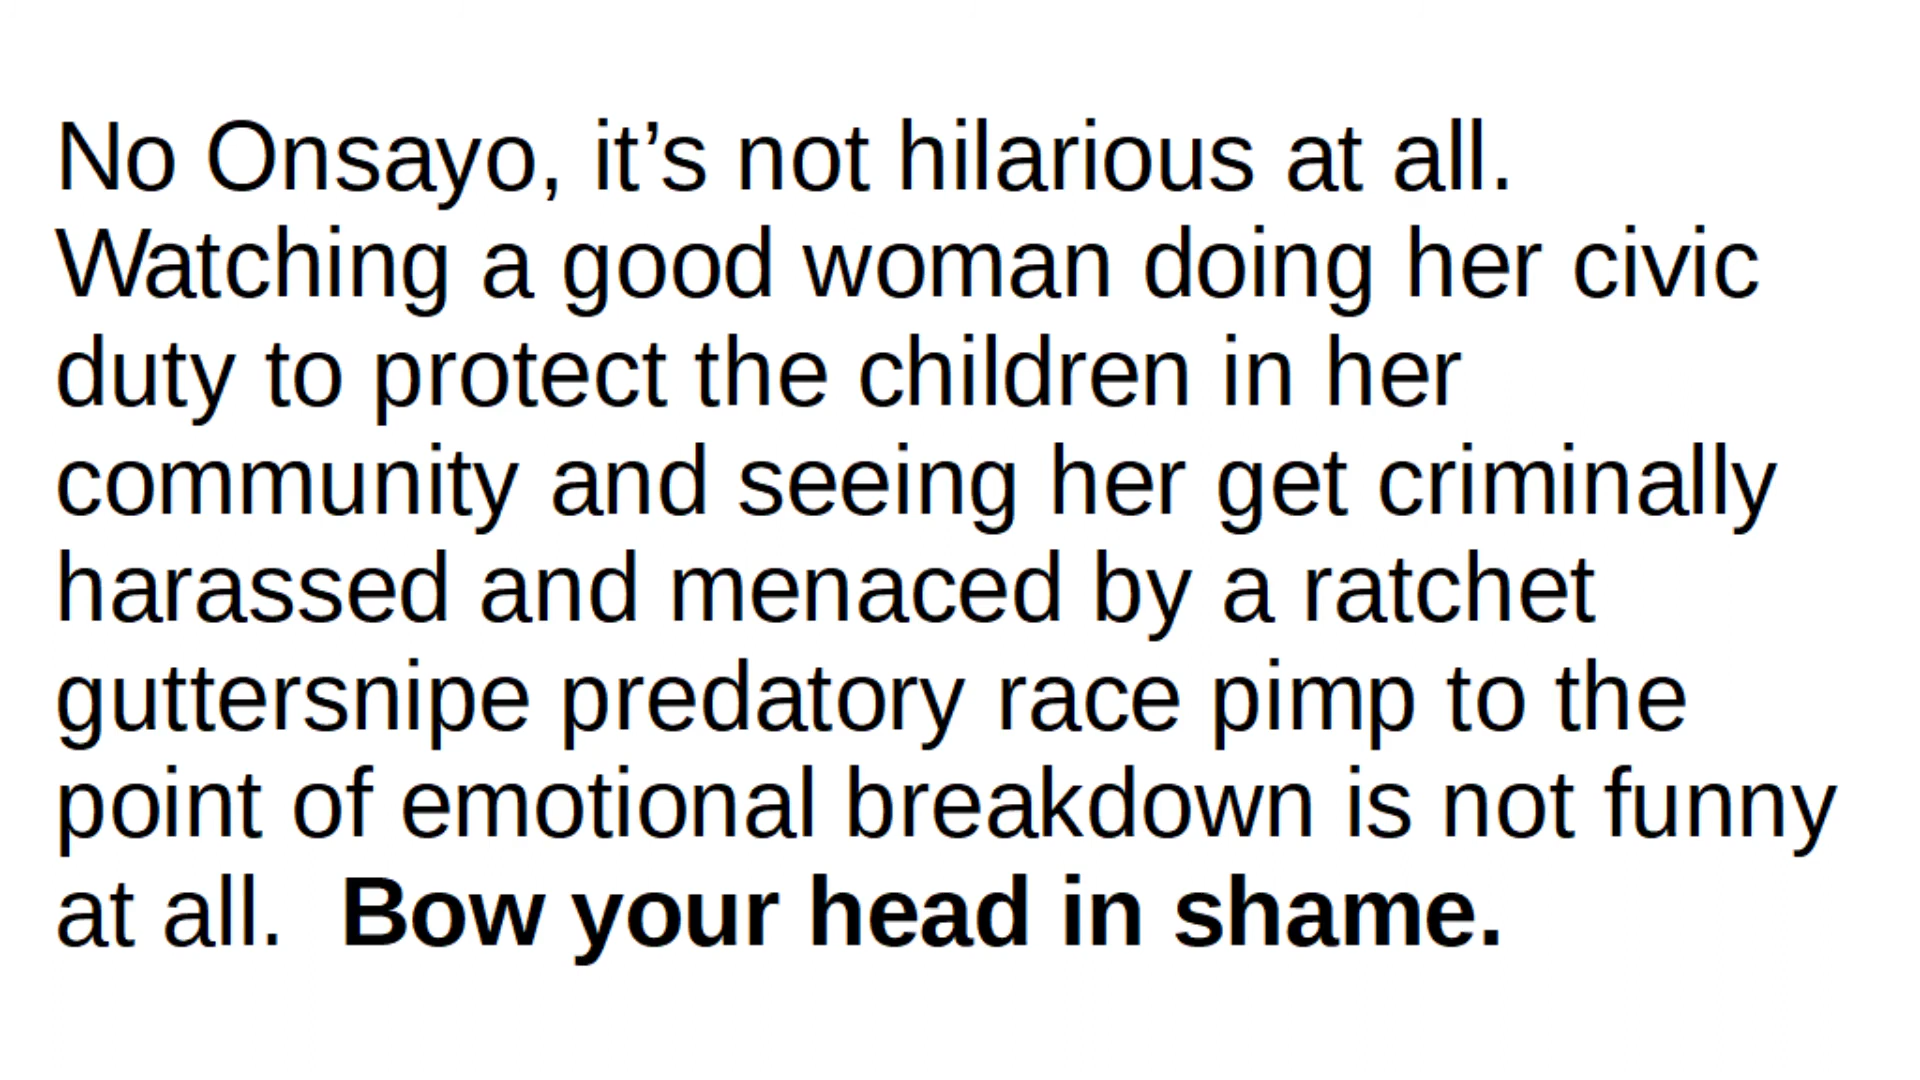 No Onsayo, it’s not hilarious at all.
Watching a good woman doing her civic
duty to protect the children in her
community and seeing her get criminally
harassed and menaced by a ratchet
guttersnipe predatory race pimp to the
point of emotional breakdown is not funny
at all.  Bow your head in shame.